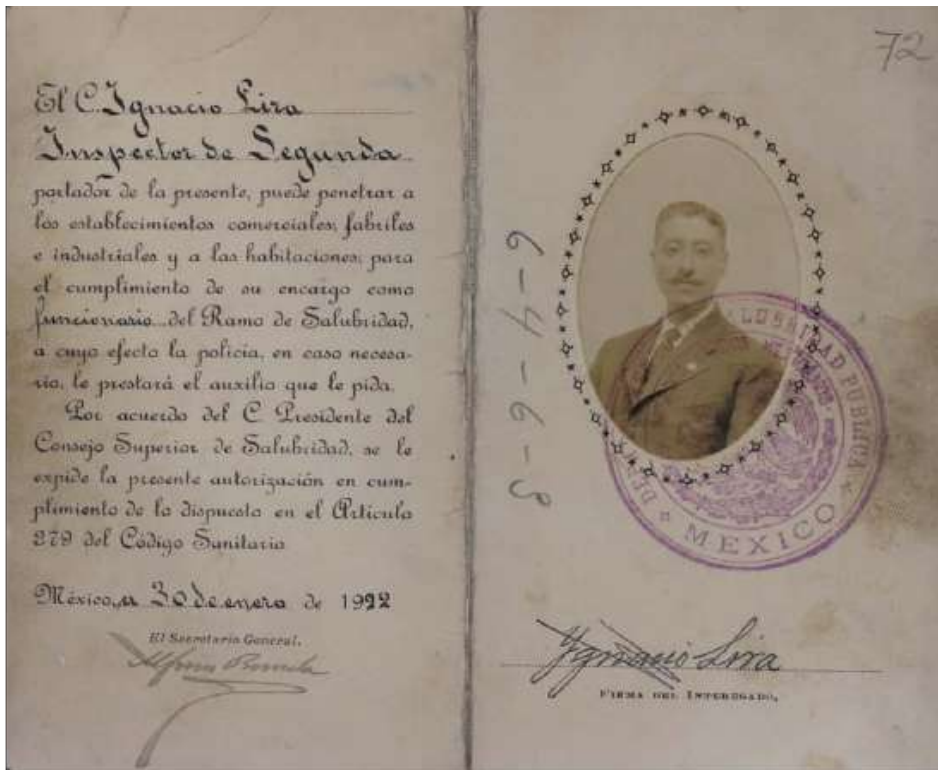 El C. Ignacio Lira
Inspector de Segunda
portador de la presente, puede penetrar a
los establecimientos comerciales, fabriles
e industriales y a las habitaciones; para
el cumplimiento de su encargo como
funcionario del Ramo de Salubridad,
a cuyo efecto la policía, en caso necesa-
rio, le prestará el auxilio que le pida.
Por acuerdo del C. Presidente del
Consejo Superior de Salubridad, se le
expide la presente autorización en cum-
plimiento de lo dispuesto en el Artículo
279 del Código Sanitario
México, a 30 de enero de 1922
El Secretario General.
72
SALUBRIDAD PUBLICA
MEXICO
Ygnacio Lira
FIRMA DEL INTERESADO.